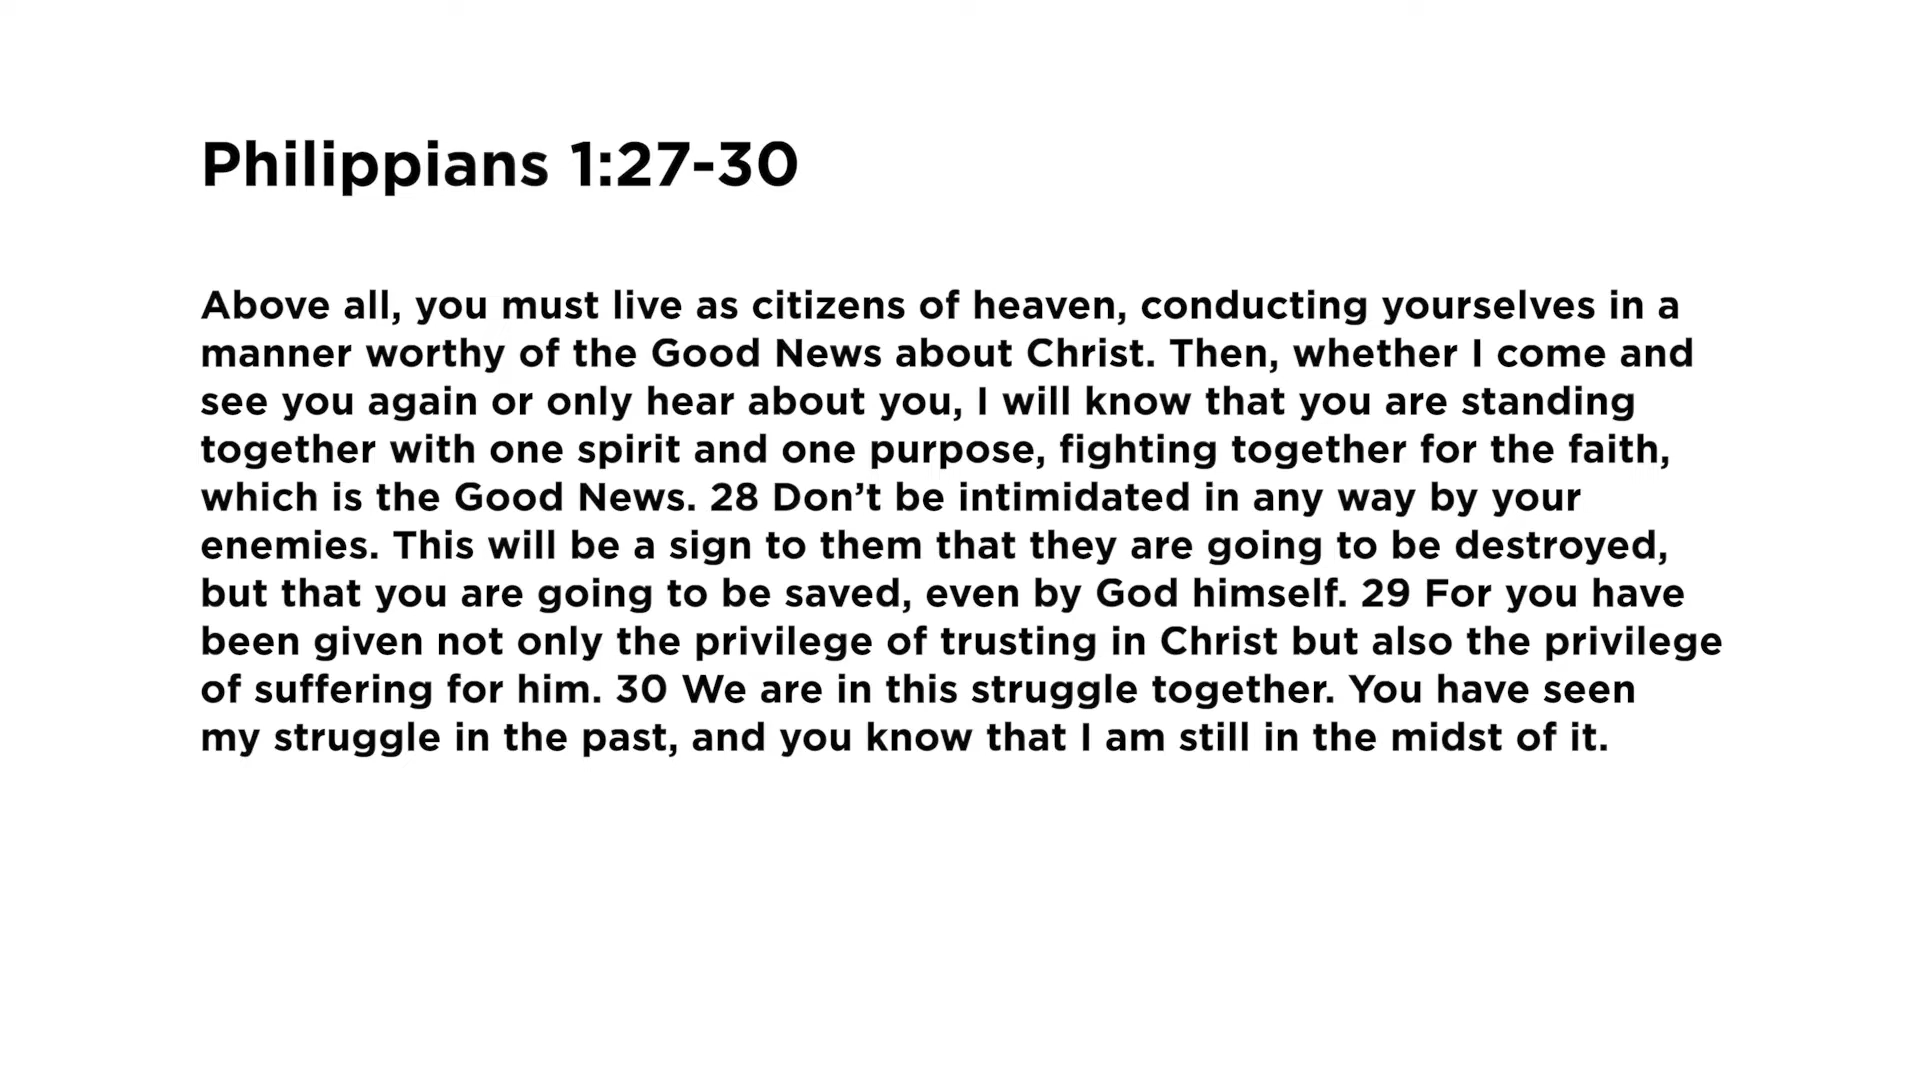 Philippians 1:27-30
Above all, you must live as citizens of heaven, conducting yourselves in a
manner worthy of the Good News about Christ. Then, whether I come and
see you again or only hear about you, I will know that you are standing
together with one spirit and one purpose, fighting together for the faith,
which is the Good News. 28 Don’t be intimidated in any way by your
enemies. This will be a sign to them that they are going to be destroyed,
but that you are going to be saved, even by God himself. 29 For you have
been given not only the privilege of trusting in Christ but also the privilege
of suffering for him. 30 We are in this struggle together. You have seen
my struggle in the past, and you know that I am still in the midst of it.